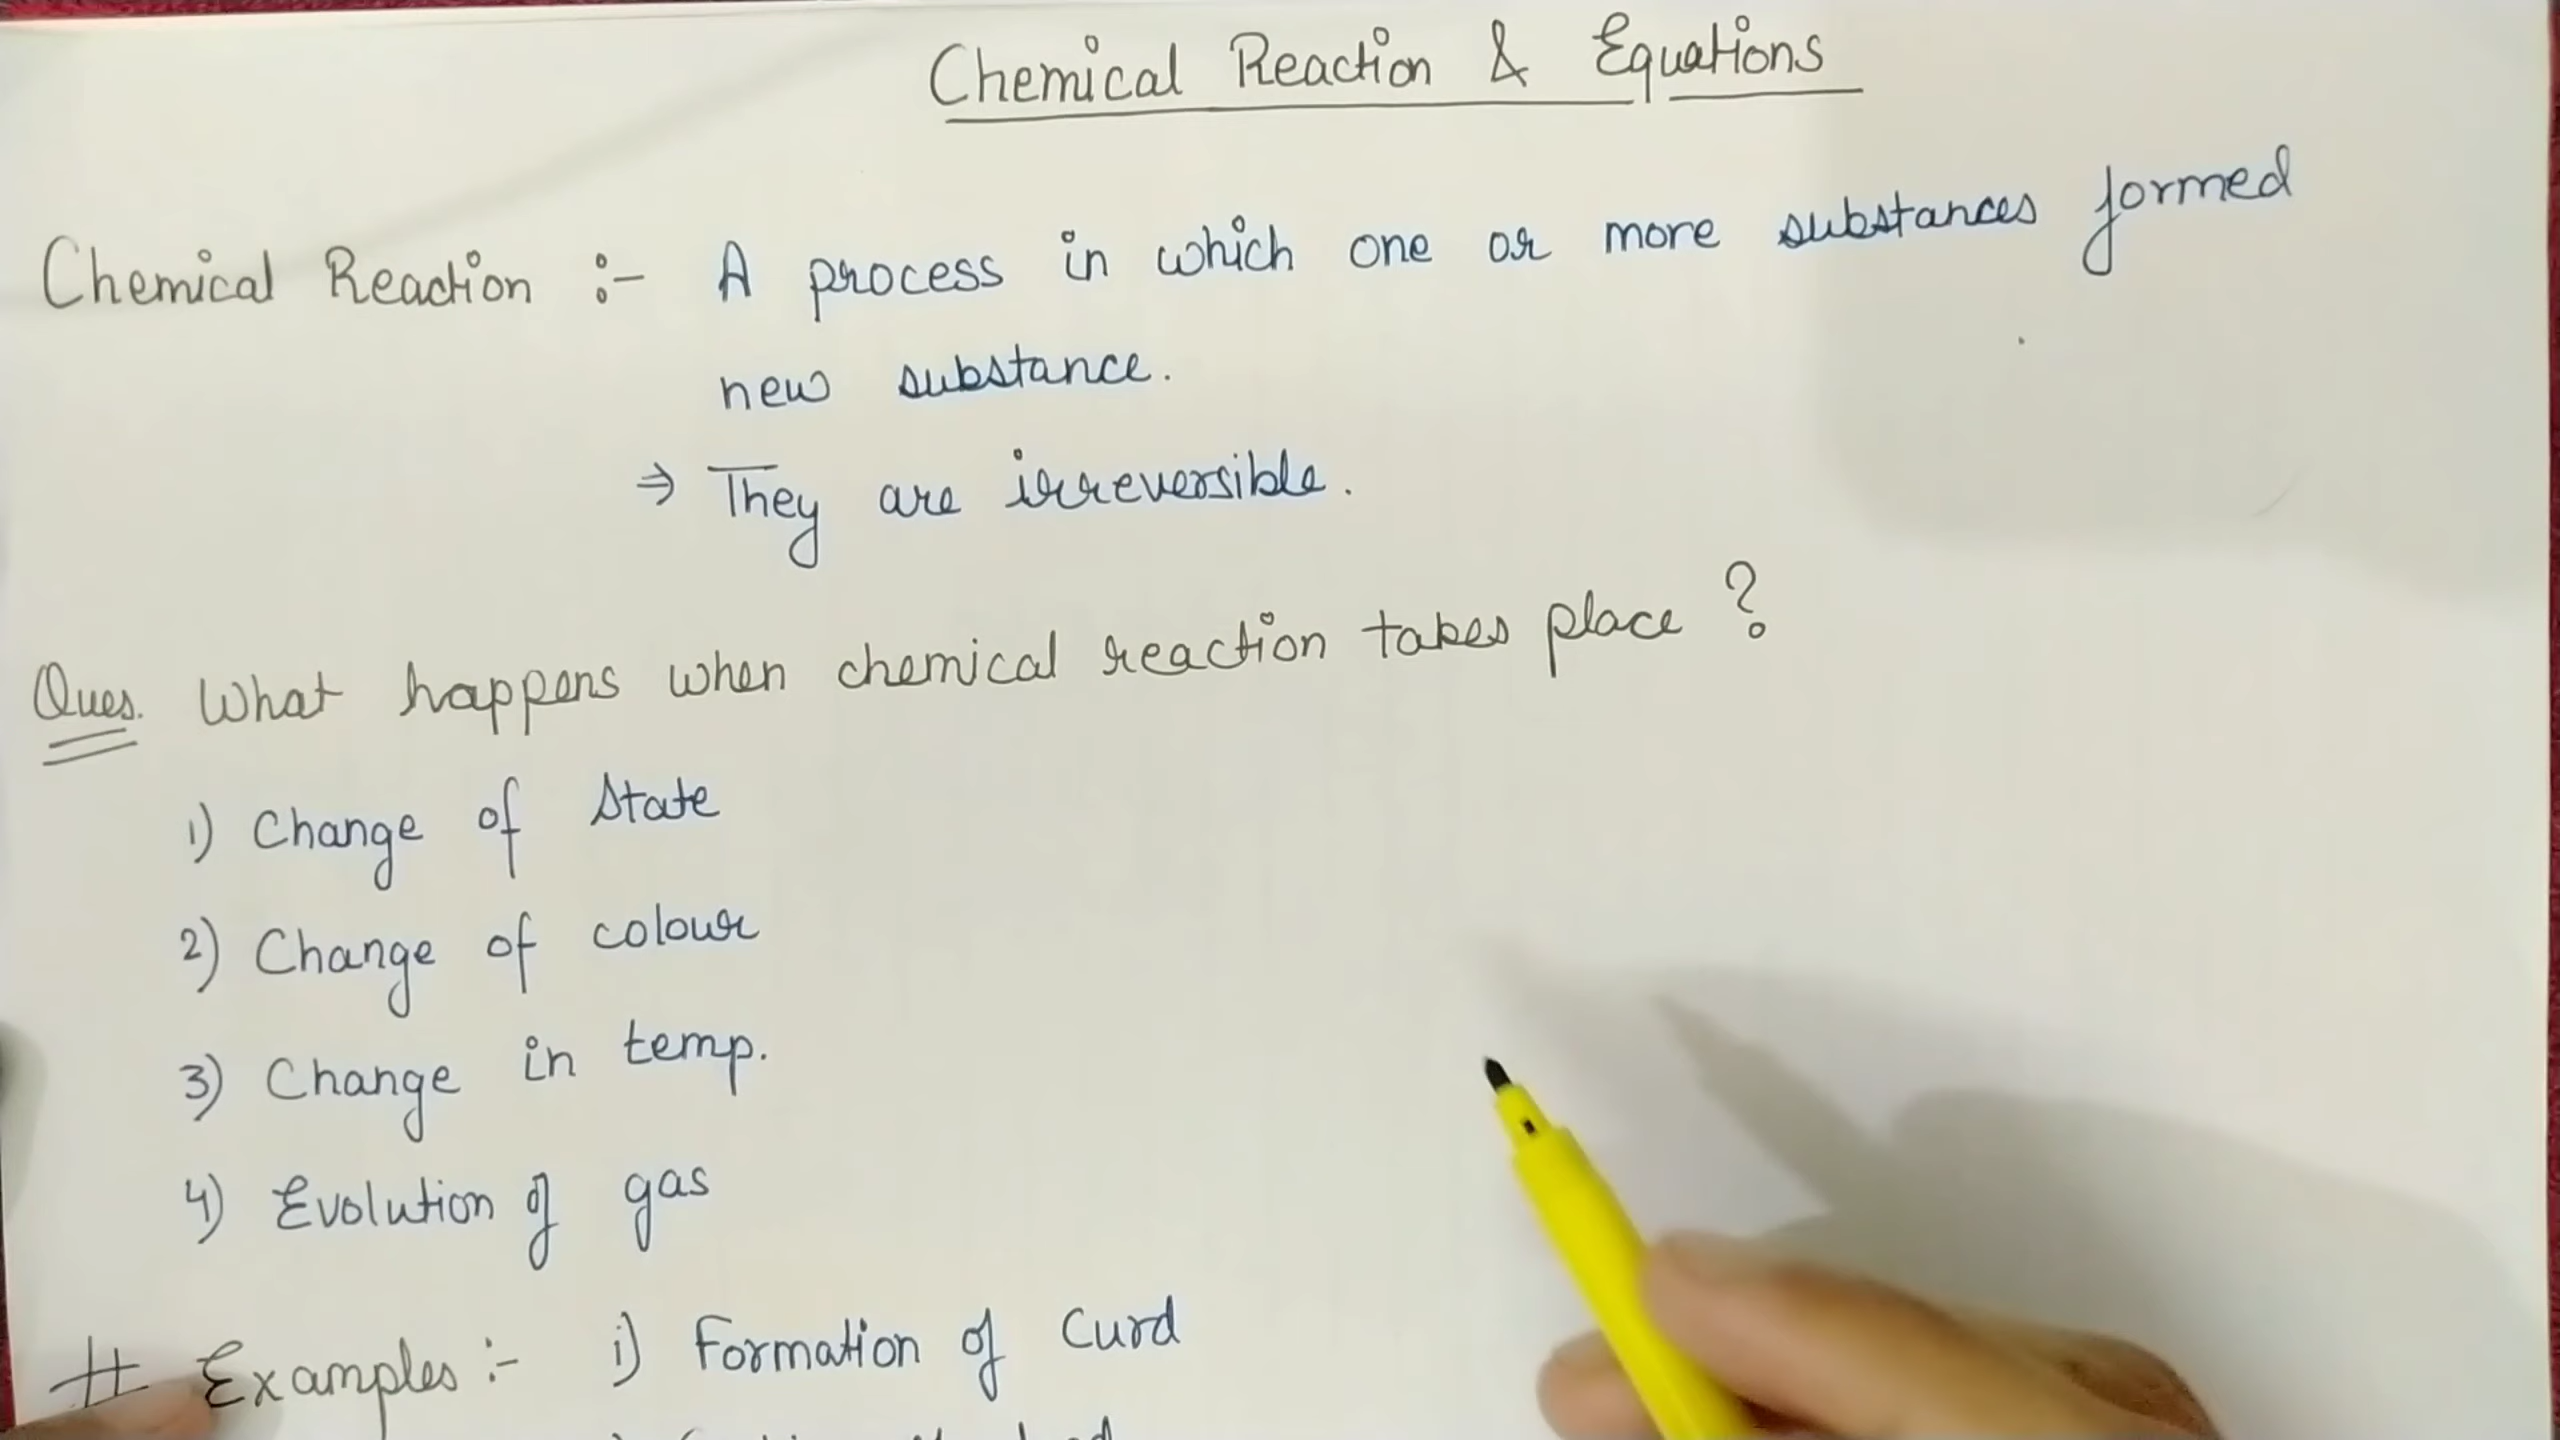 Chemical Reaction & Equations
Chemical Reaction :- A process in which one or more substances formed
new substance.
⇒ They are irreversible.
Ques. What happens when chemical reaction takes place ?
1) Change of State
2) Change of colour
3) Change in temp.
4) Evolution of gas
# Examples :- i) Formation of Curd